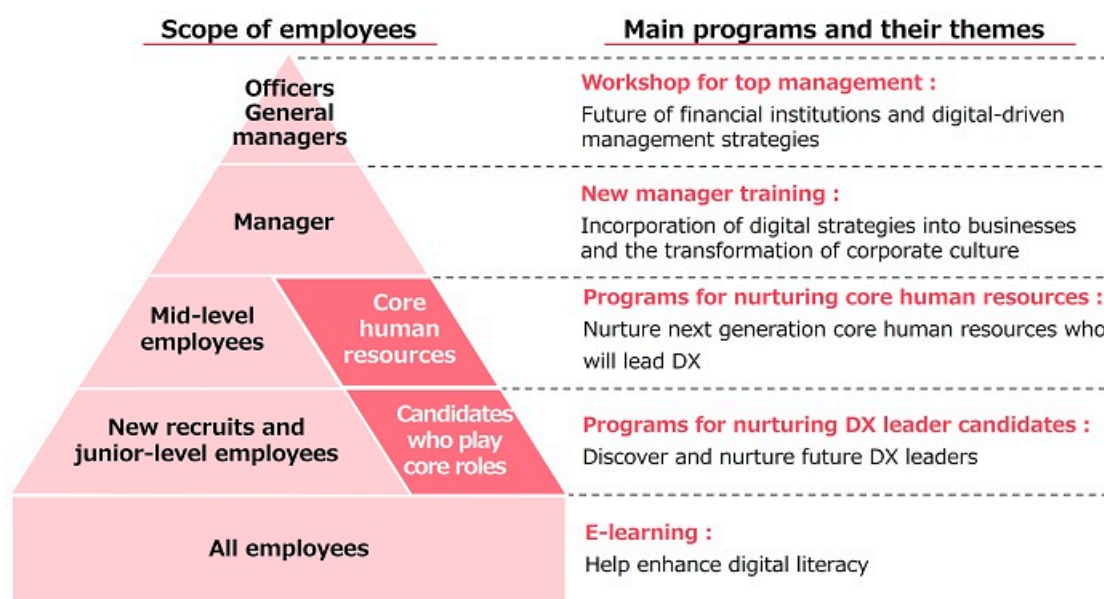 Scope of employees
Main programs and their themes
Officers
General
managers
Workshop for top management :
Future of financial institutions and digital-driven
management strategies
Manager
New manager training :
Incorporation of digital strategies into businesses
and the transformation of corporate culture
Mid-level
employees
Core
human
resources
Programs for nurturing core human resources :
Nurture next generation core human resources who
will lead DX
New recruits and
junior-level employees
Candidates
who play
core roles
Programs for nurturing DX leader candidates :
Discover and nurture future DX leaders
All employees
E-learning :
Help enhance digital literacy